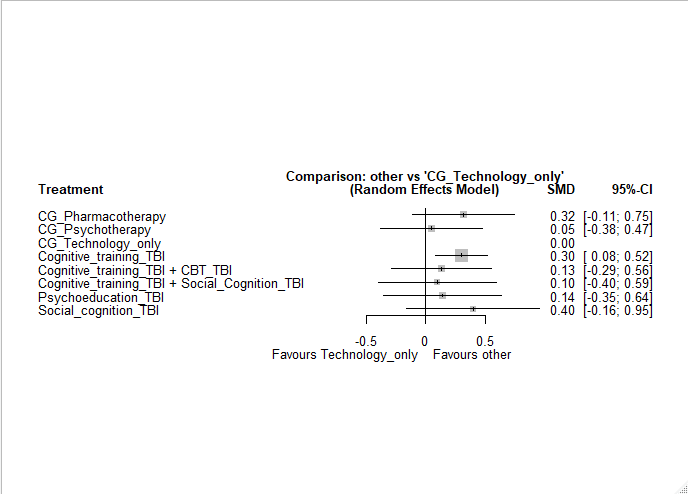 Comparison: other vs 'CG_Technology_only'
Treatment (Random Effects Model) SMD 95%-CI
CG_Pharmacotherapy 0.32 [-0.11; 0.75]
CG_Psychotherapy 0.05 [-0.38; 0.47]
CG_Technology_only 0.00
Cognitive_training_TBI 0.30 [ 0.08; 0.52]
Cognitive_training_TBI + CBT_TBI 0.13 [-0.29; 0.56]
Cognitive_training_TBI + Social_Cognition_TBI 0.10 [-0.40; 0.59]
Psychoeducation_TBI 0.14 [-0.35; 0.64]
Social_cognition_TBI 0.40 [-0.16; 0.95]
-0.5 0 0.5
Favours Technology_only Favours other